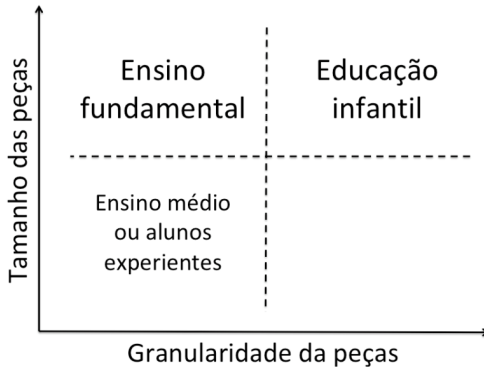 Tamanho das peças
Ensino
fundamental
Educação
infantil
Ensino médio
ou alunos
experientes
Granularidade da peças